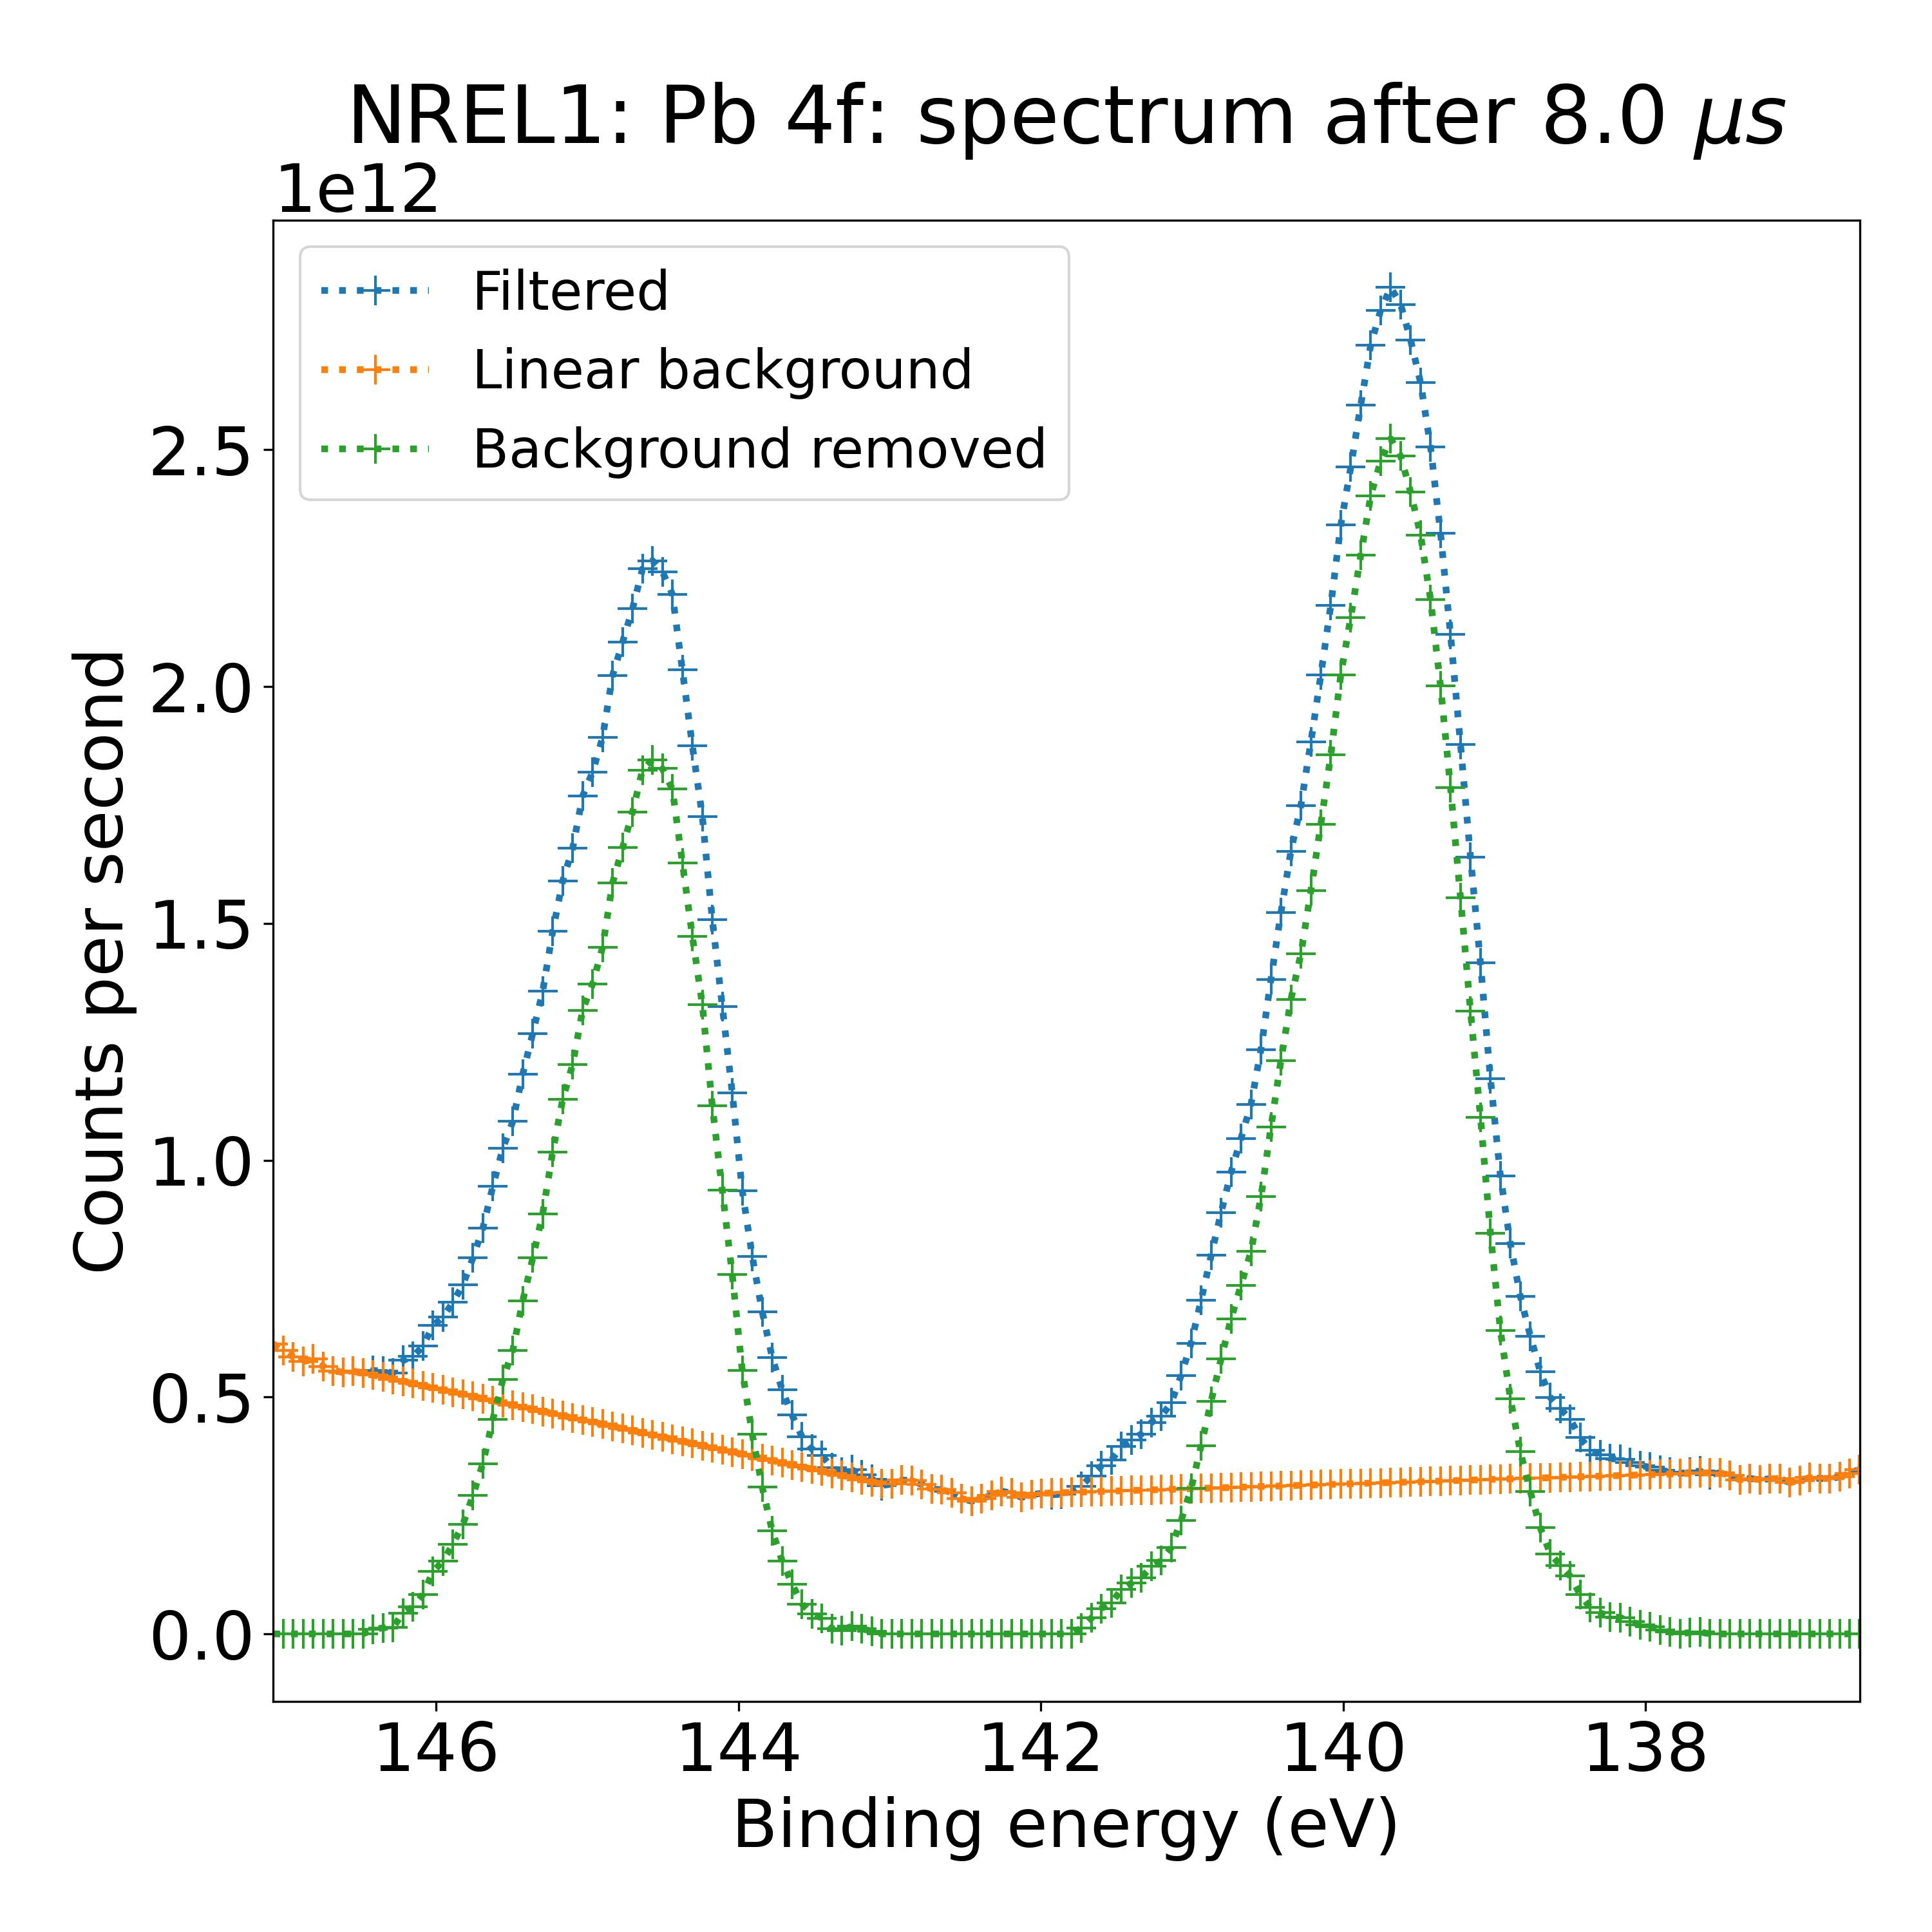 NREL1: Pb 4f: spectrum after 8.0 μs
1e12
Filtered
Linear background
Background removed
2.5
2.0
1.5
1.0
0.5
0.0
Counts per second
146 144 142 140 138
Binding energy (eV)